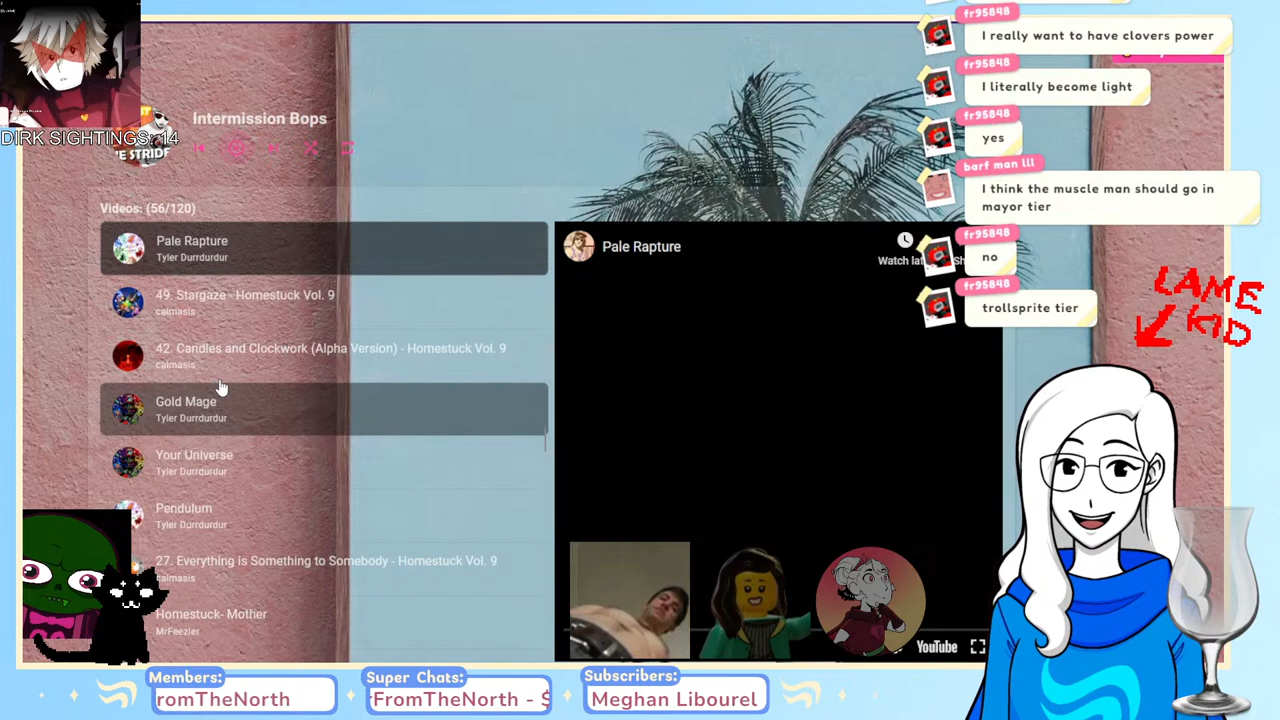 DIRK SIGHTINGS: 14
Intermission Bops
Videos: (56/120)
Pale Rapture
Tyler Durrdurdur
49. Stargaze - Homestuck Vol. 9
calmasis
42. Candles and Clockwork (Alpha Version) - Homestuck Vol. 9
calmasis
Gold Mage
Tyler Durrdurdur
Your Universe
Tyler Durrdurdur
Pendulum
Tyler Durrdurdur
27. Everything is Something to Somebody - Homestuck Vol. 9
calmasis
Homestuck- Mother
MrFeezler
Pale Rapture
Watch lat
YouTube
fr95848
I really want to have clovers power
fr95848
I literally become light
fr95848
yes
barf man lll
I think the muscle man should go in
mayor tier
fr95848
no
fr95848
trollsprite tier
LAME
KID
Members:
romTheNorth
Super Chats:
FromTheNorth - $
Subscribers:
Meghan Libourel